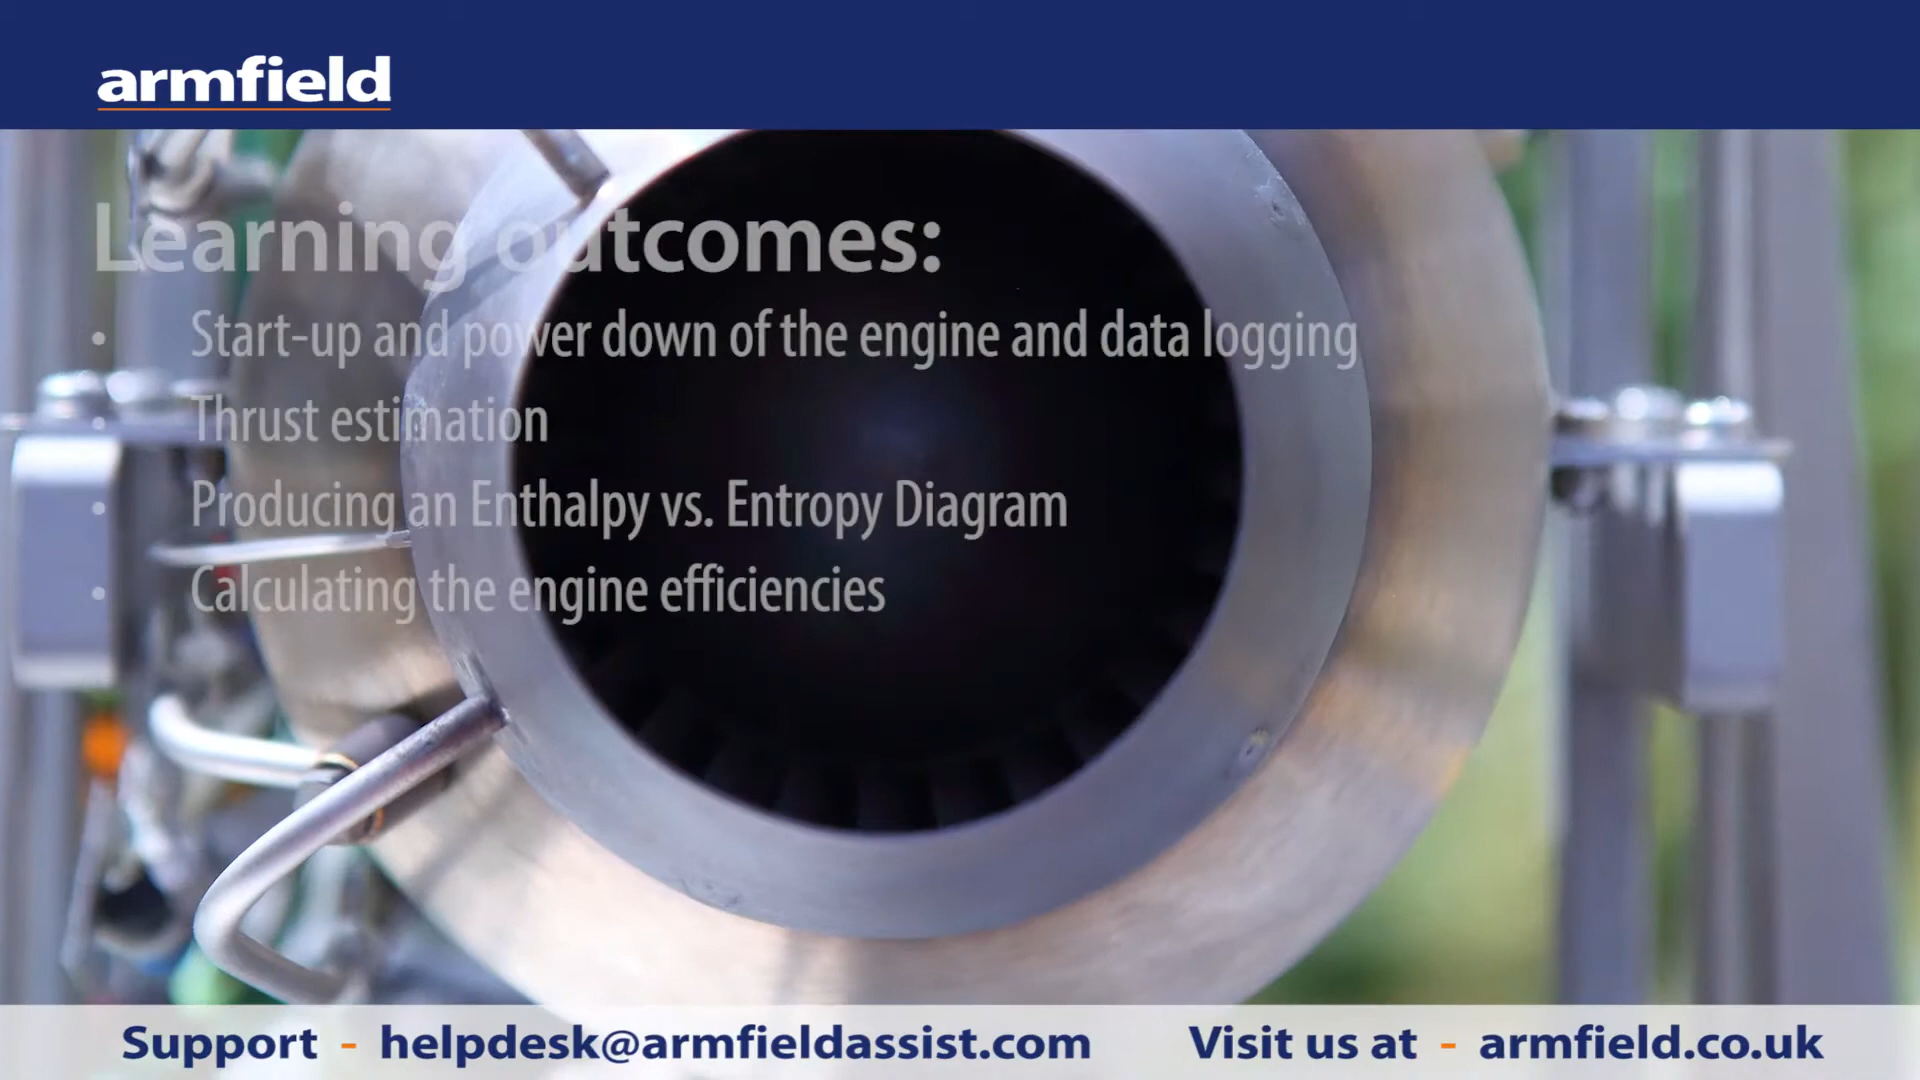 armfield
Learning outcomes:
• Start-up and power down of the engine and data logging
• Thrust estimation
• Producing an Enthalpy vs. Entropy Diagram
• Calculating the engine efficiencies
Support - helpdesk@armfieldassist.com Visit us at - armfield.co.uk